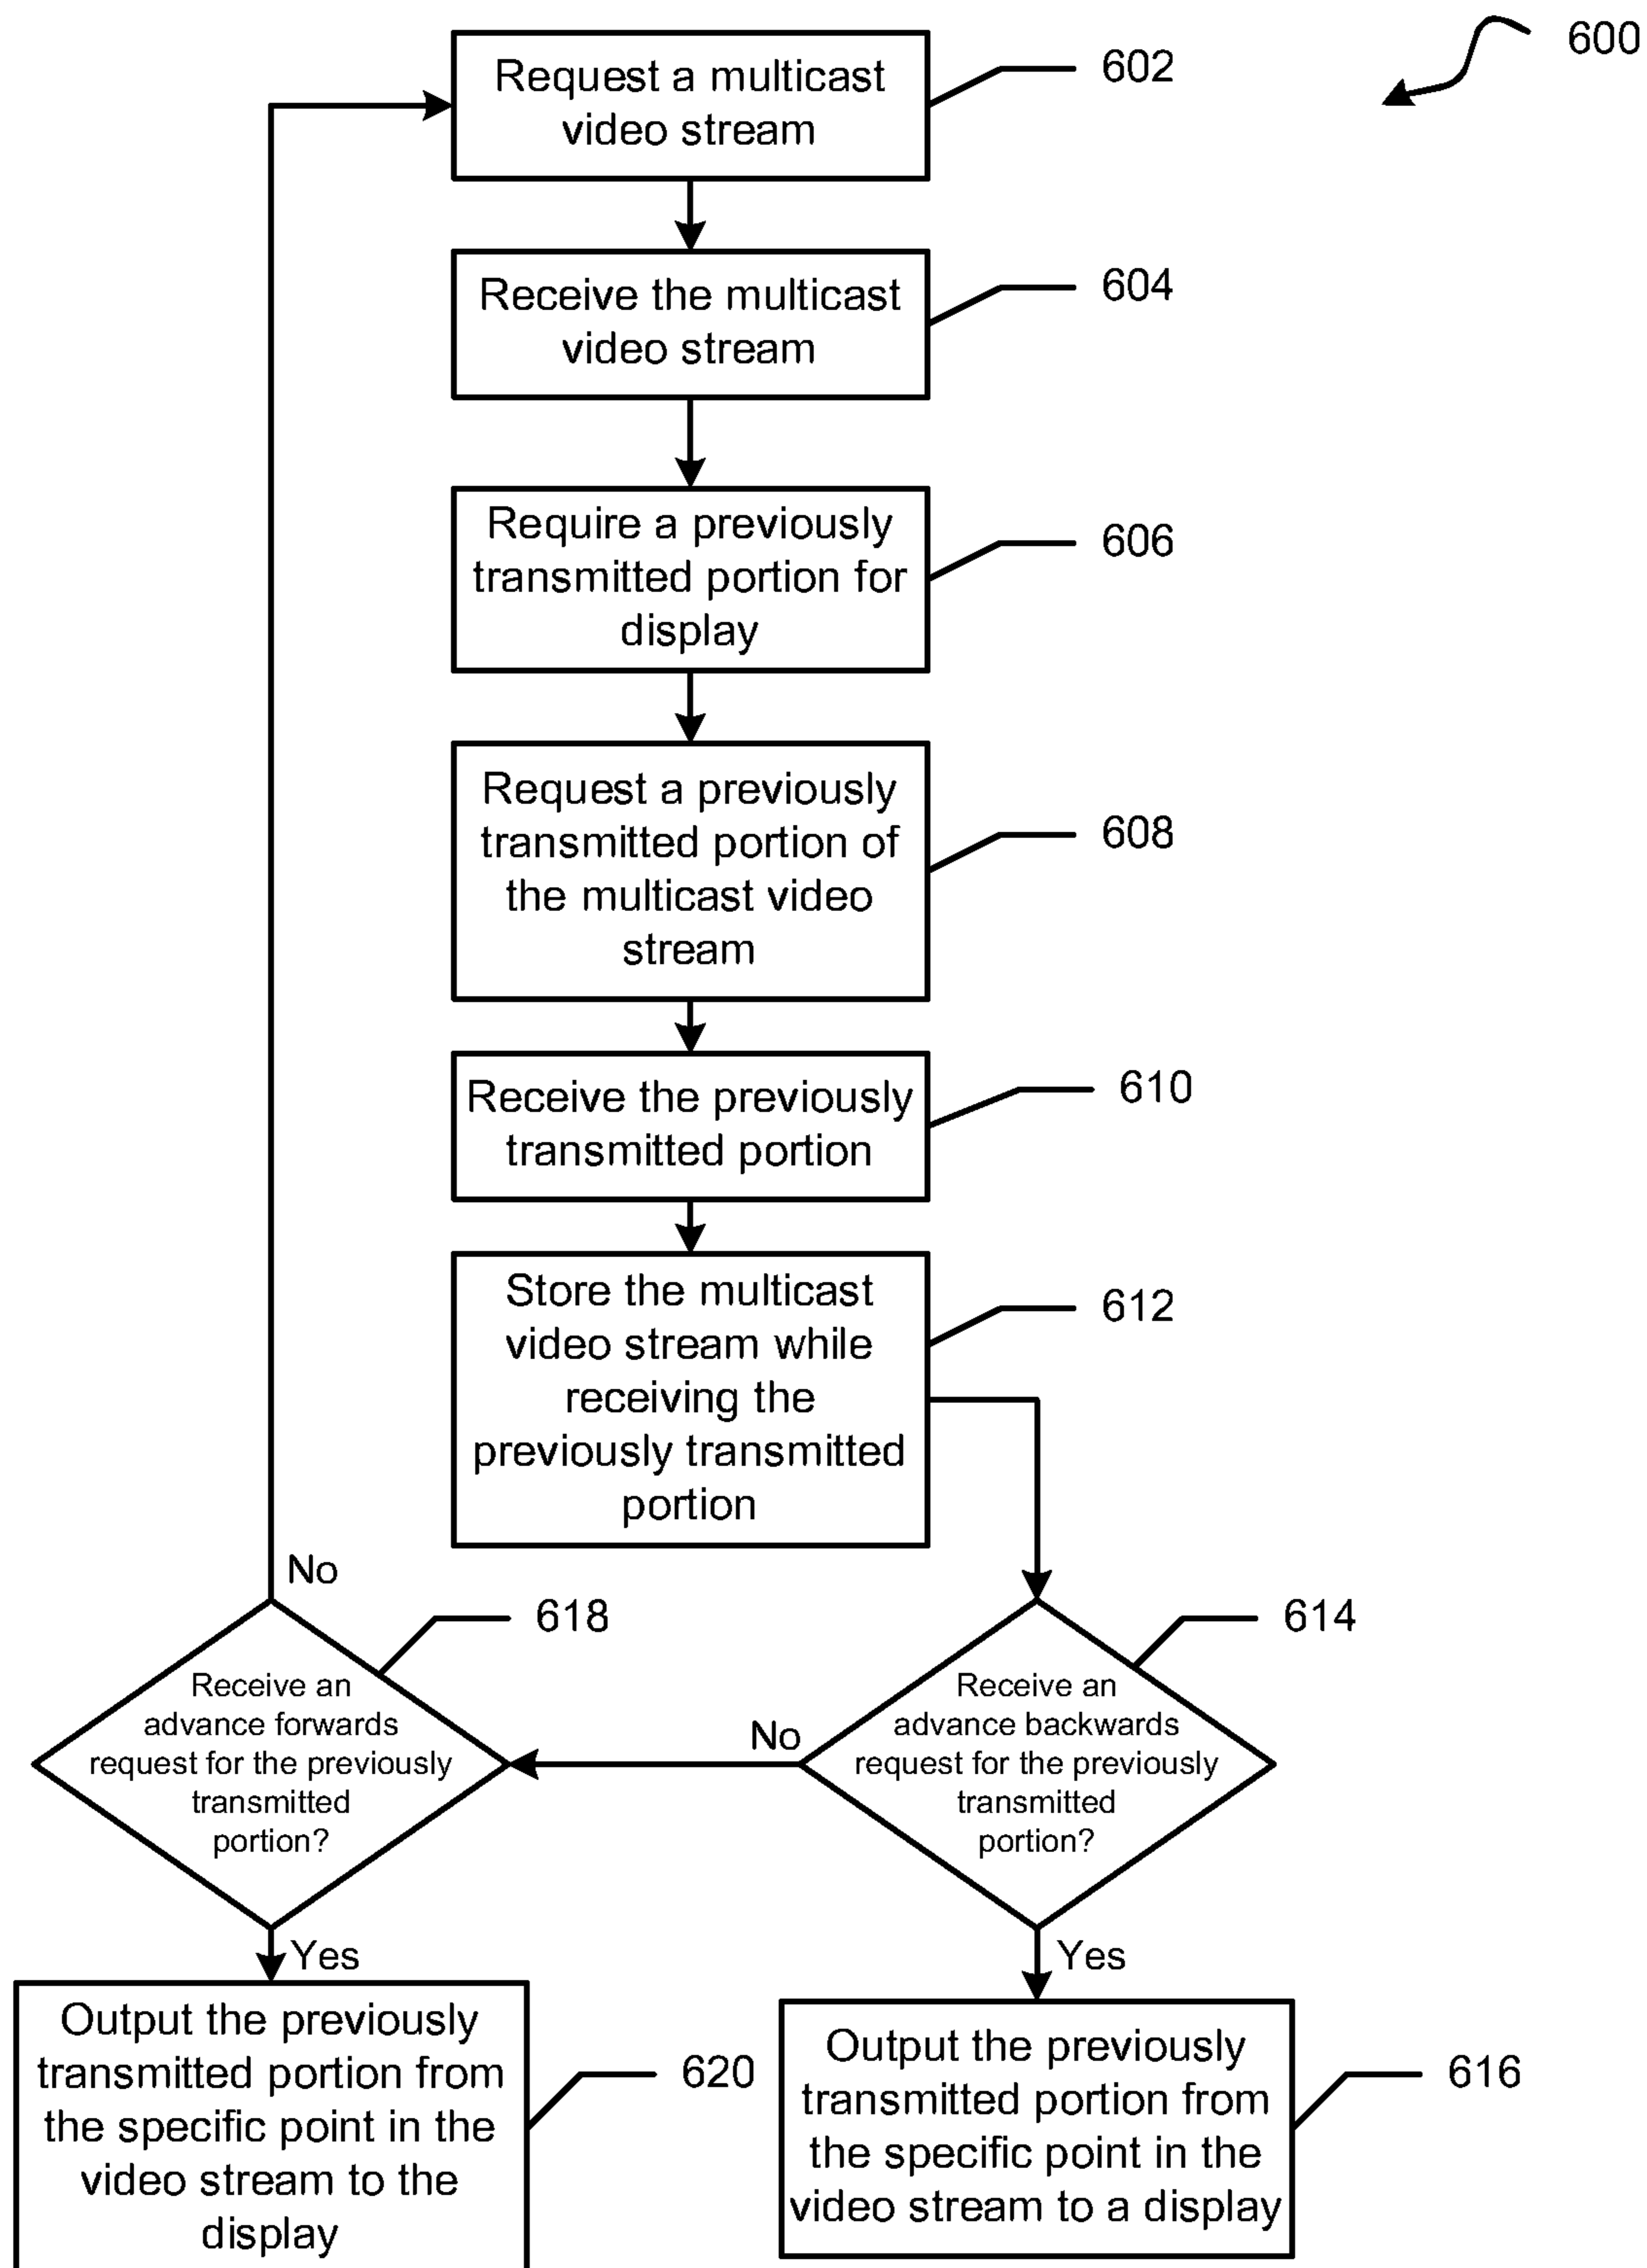 600
Request a multicast
video stream
602
Receive the multicast
video stream
604
Require a previously
transmitted portion for
display
606
Request a previously
transmitted portion of
the multicast video
stream
608
Receive the previously
transmitted portion
610
Store the multicast
video stream while
receiving the
previously transmitted
portion
612
No
618
Receive an
advance forwards
request for the previously
transmitted
portion?
No
614
Receive an
advance backwards
request for the previously
transmitted
portion?
Yes
Yes
Output the previously
transmitted portion from
the specific point in the
video stream to the
display
620
Output the previously
transmitted portion from
the specific point in the
video stream to a display
616